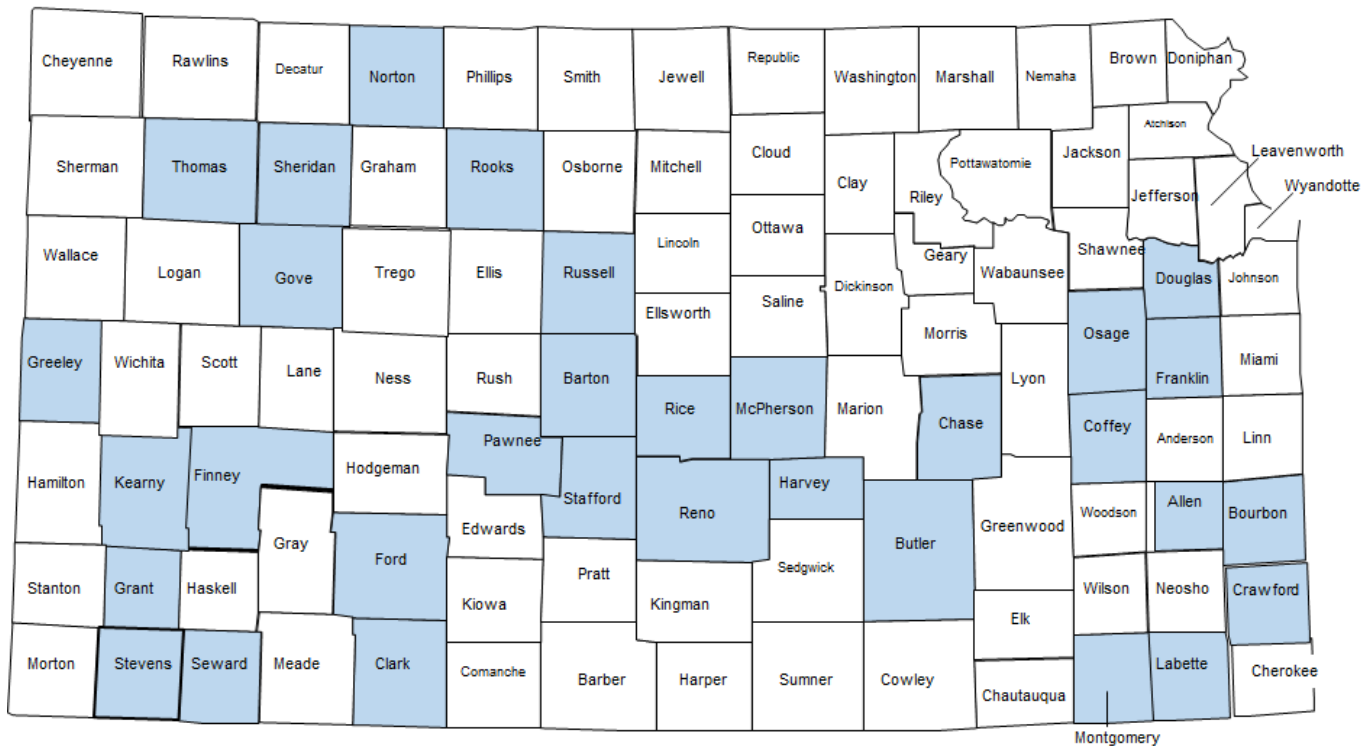 Cheyenne
Rawlins
Decatur
Norton
Phillips
Smith
Jewell
Republic
Washington
Marshall
Nemaha
Brown
Doniphan
Sherman
Thomas
Sheridan
Graham
Rooks
Osborne
Mitchell
Cloud
Clay
Riley
Pottawatomie
Jackson
Atchison
Jefferson
Leavenworth
Wyandotte
Wallace
Logan
Gove
Trego
Ellis
Russell
Lincoln
Ottawa
Dickinson
Geary
Wabaunsee
Shawnee
Douglas
Johnson
Ellsworth
Saline
Morris
Osage
Greeley
Wichita
Scott
Lane
Ness
Rush
Barton
Rice
McPherson
Marion
Chase
Lyon
Franklin
Miami
Coffey
Anderson
Linn
Hamilton
Kearny
Finney
Hodgeman
Pawnee
Stafford
Reno
Harvey
Butler
Greenwood
Woodson
Allen
Bourbon
Gray
Ford
Edwards
Stanton
Grant
Haskell
Kiowa
Pratt
Kingman
Sedgwick
Elk
Wilson
Neosho
Crawford
Morton
Stevens
Seward
Meade
Clark
Comanche
Barber
Harper
Sumner
Cowley
Chautauqua
Labette
Cherokee
Montgomery